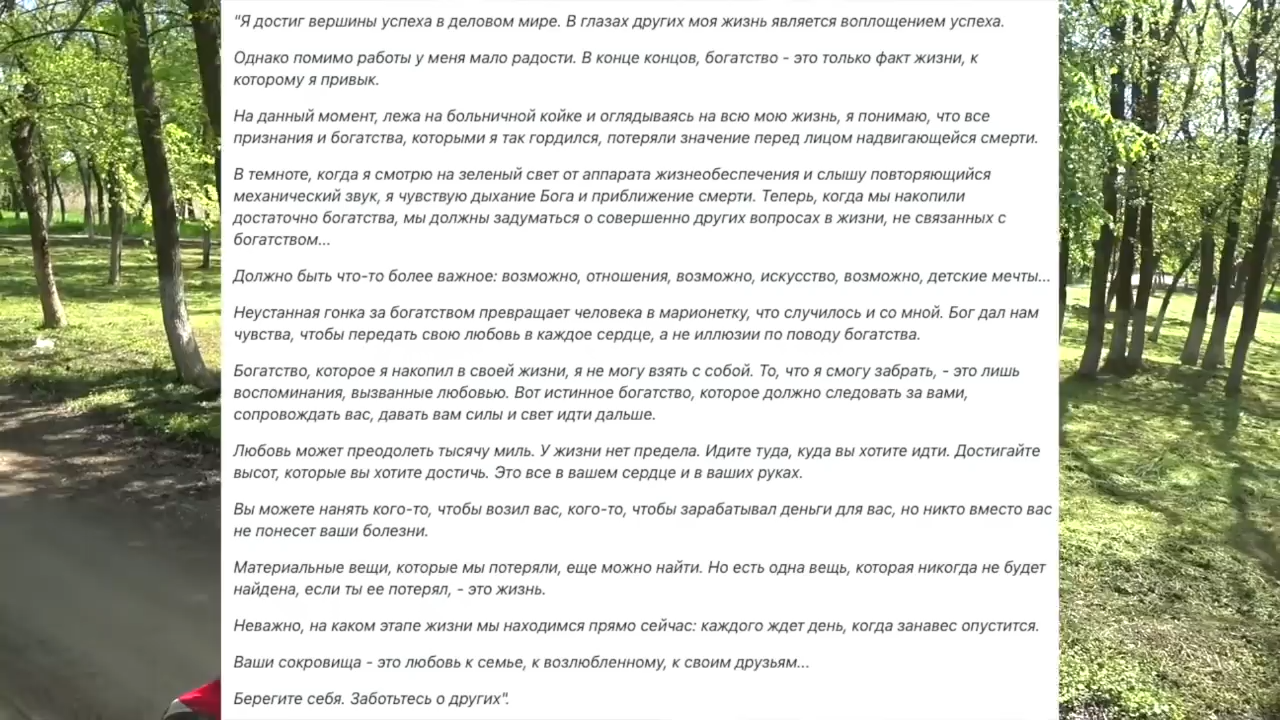 "Я достиг вершины успеха в деловом мире. В глазах других моя жизнь является воплощением успеха.
Однако помимо работы у меня мало радости. В конце концов, богатство - это только факт жизни, к
которому я привык.
На данный момент, лежа на больничной койке и оглядываясь на всю мою жизнь, я понимаю, что все
признания и богатства, которыми я так гордился, потеряли значение перед лицом надвигающейся смерти.
В темноте, когда я смотрю на зеленый свет от аппарата жизнеобеспечения и слышу повторяющийся
механический звук, я чувствую дыхание Бога и приближение смерти. Теперь, когда мы накопили
достаточно богатства, мы должны задуматься о совершенно других вопросах в жизни, не связанных с
богатством...
Должно быть что-то более важное: возможно, отношения, возможно, искусство, возможно, детские мечты...
Неустанная гонка за богатством превращает человека в марионетку, что случилось и со мной. Бог дал нам
чувства, чтобы передать свою любовь в каждое сердце, а не иллюзии по поводу богатства.
Богатство, которое я накопил в своей жизни, я не могу взять с собой. То, что я смогу забрать, - это лишь
воспоминания, вызванные любовью. Вот истинное богатство, которое должно следовать за вами,
сопровождать вас, давать вам силы и свет идти дальше.
Любовь может преодолеть тысячу миль. У жизни нет предела. Идите туда, куда вы хотите идти. Достигайте
высот, которые вы хотите достичь. Это все в вашем сердце и в ваших руках.
Вы можете нанять кого-то, чтобы возил вас, кого-то, чтобы зарабатывал деньги для вас, но никто вместо вас
не понесет ваши болезни.
Материальные вещи, которые мы потеряли, еще можно найти. Но есть одна вещь, которая никогда не будет
найдена, если ты ее потерял, - это жизнь.
Неважно, на каком этапе жизни мы находимся прямо сейчас: каждого ждет день, когда занавес опустится.
Ваши сокровища - это любовь к семье, к возлюбленному, к своим друзьям...
Берегите себя. Заботьтесь о других".